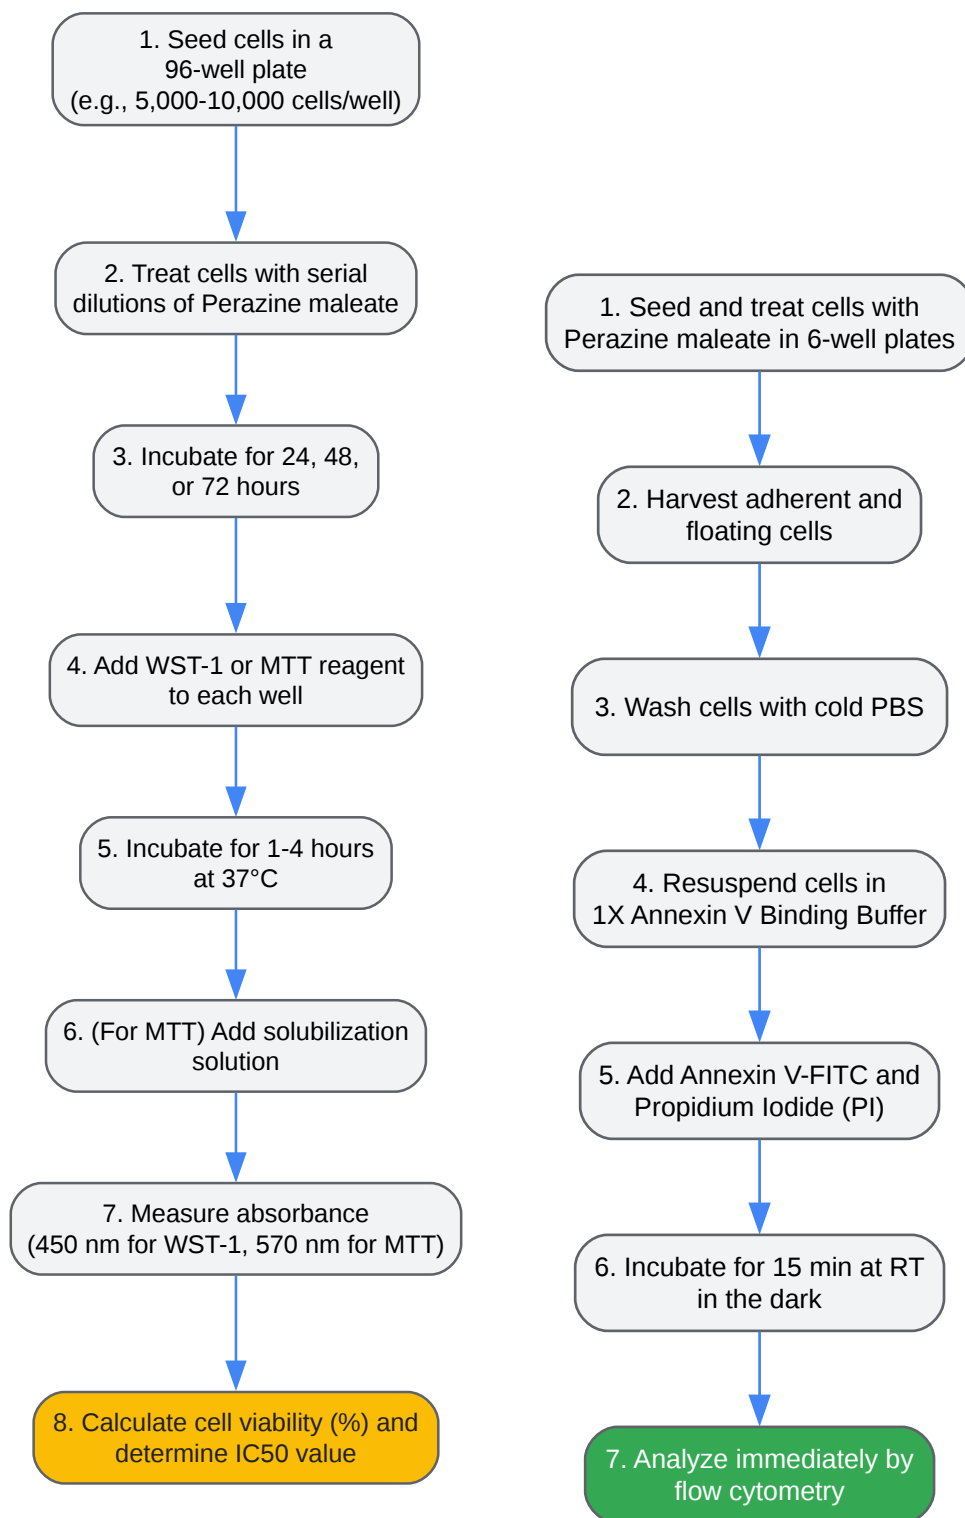 1. Seed cells in a
96-well plate
(e.g., 5,000-10,000 cells/well)
2. Treat cells with serial
dilutions of Perazine maleate
3. Incubate for 24, 48,
or 72 hours
4. Add WST-1 or MTT reagent
to each well
5. Incubate for 1-4 hours
at 37°C
6. (For MTT) Add solubilization
solution
7. Measure absorbance
(450 nm for WST-1, 570 nm for MTT)
8. Calculate cell viability (%) and
determine IC50 value
1. Seed and treat cells with
Perazine maleate in 6-well plates
2. Harvest adherent and
floating cells
3. Wash cells with cold PBS
4. Resuspend cells in
1X Annexin V Binding Buffer
5. Add Annexin V-FITC and
Propidium Iodide (PI)
6. Incubate for 15 min at RT
in the dark
7. Analyze immediately by
flow cytometry